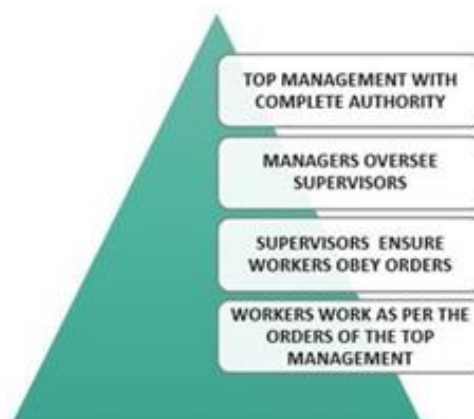 TOP MANAGEMENT WITH
COMPLETE AUTHORITY
MANAGERS OVERSEE
SUPERVISORS
SUPERVISORS ENSURE
WORKERS OBEY ORDERS
WORKERS WORK AS PER THE
ORDERS OF THE TOP
MANAGEMENT